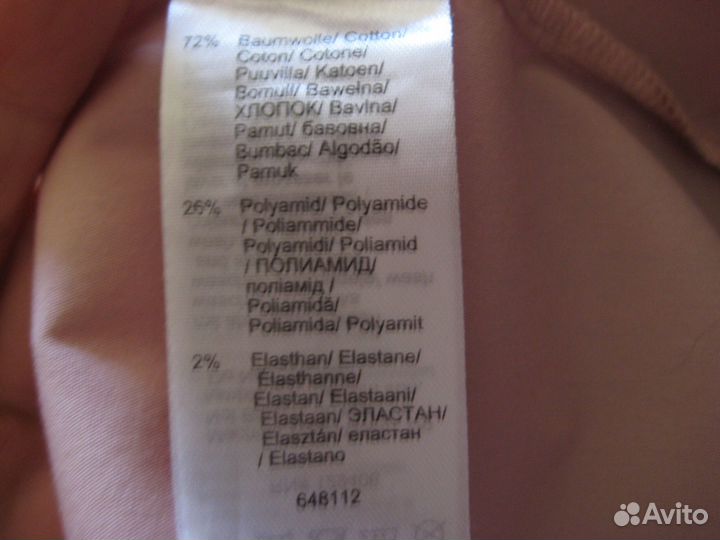 72% Baumwolle/ Cotton/
Coton/ Cotone/
Puuvilla/ Katoen/
Bomull/ Bawełna/
ХЛОПОК/ Bavlna/
Pamut/ бавовна/
Bumbac/ Algodão/
Pamuk
26% Polyamid/ Polyamide
/ Poliammide/
Polyamidi/ Poliamid
/ ПОЛИАМИД/
поліамід /
Poliamidă/
Poliamida/ Polyamit
2% Elasthan/ Elastane/
Élasthanne/
Elastan/ Elastaani/
Elastaan/ ЭЛАСТАН/
Elasztán/ еластан
/ Elastano
648112
Avito